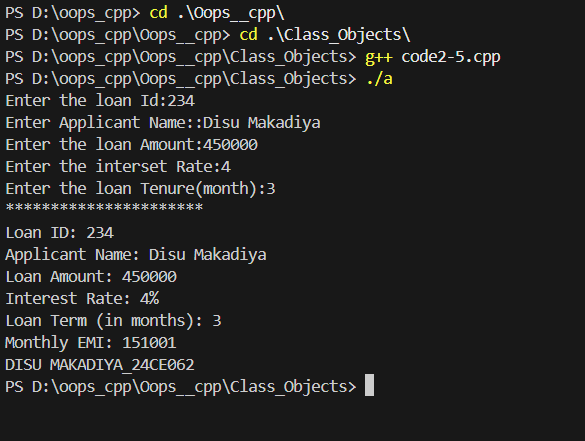 PS D:\oops_cpp> cd .\Oops__cpp\
PS D:\oops_cpp\Oops__cpp> cd .\Class_Objects\
PS D:\oops_cpp\Oops__cpp\Class_Objects> g++ code2-5.cpp
PS D:\oops_cpp\Oops__cpp\Class_Objects> ./a
Enter the loan Id:234
Enter Applicant Name::Disu Makadiya
Enter the loan Amount:450000
Enter the interset Rate:4
Enter the loan Tenure(month):3
**********************
Loan ID: 234
Applicant Name: Disu Makadiya
Loan Amount: 450000
Interest Rate: 4%
Loan Term (in months): 3
Monthly EMI: 151001
DISU MAKADIYA_24CE062
PS D:\oops_cpp\Oops__cpp\Class_Objects>